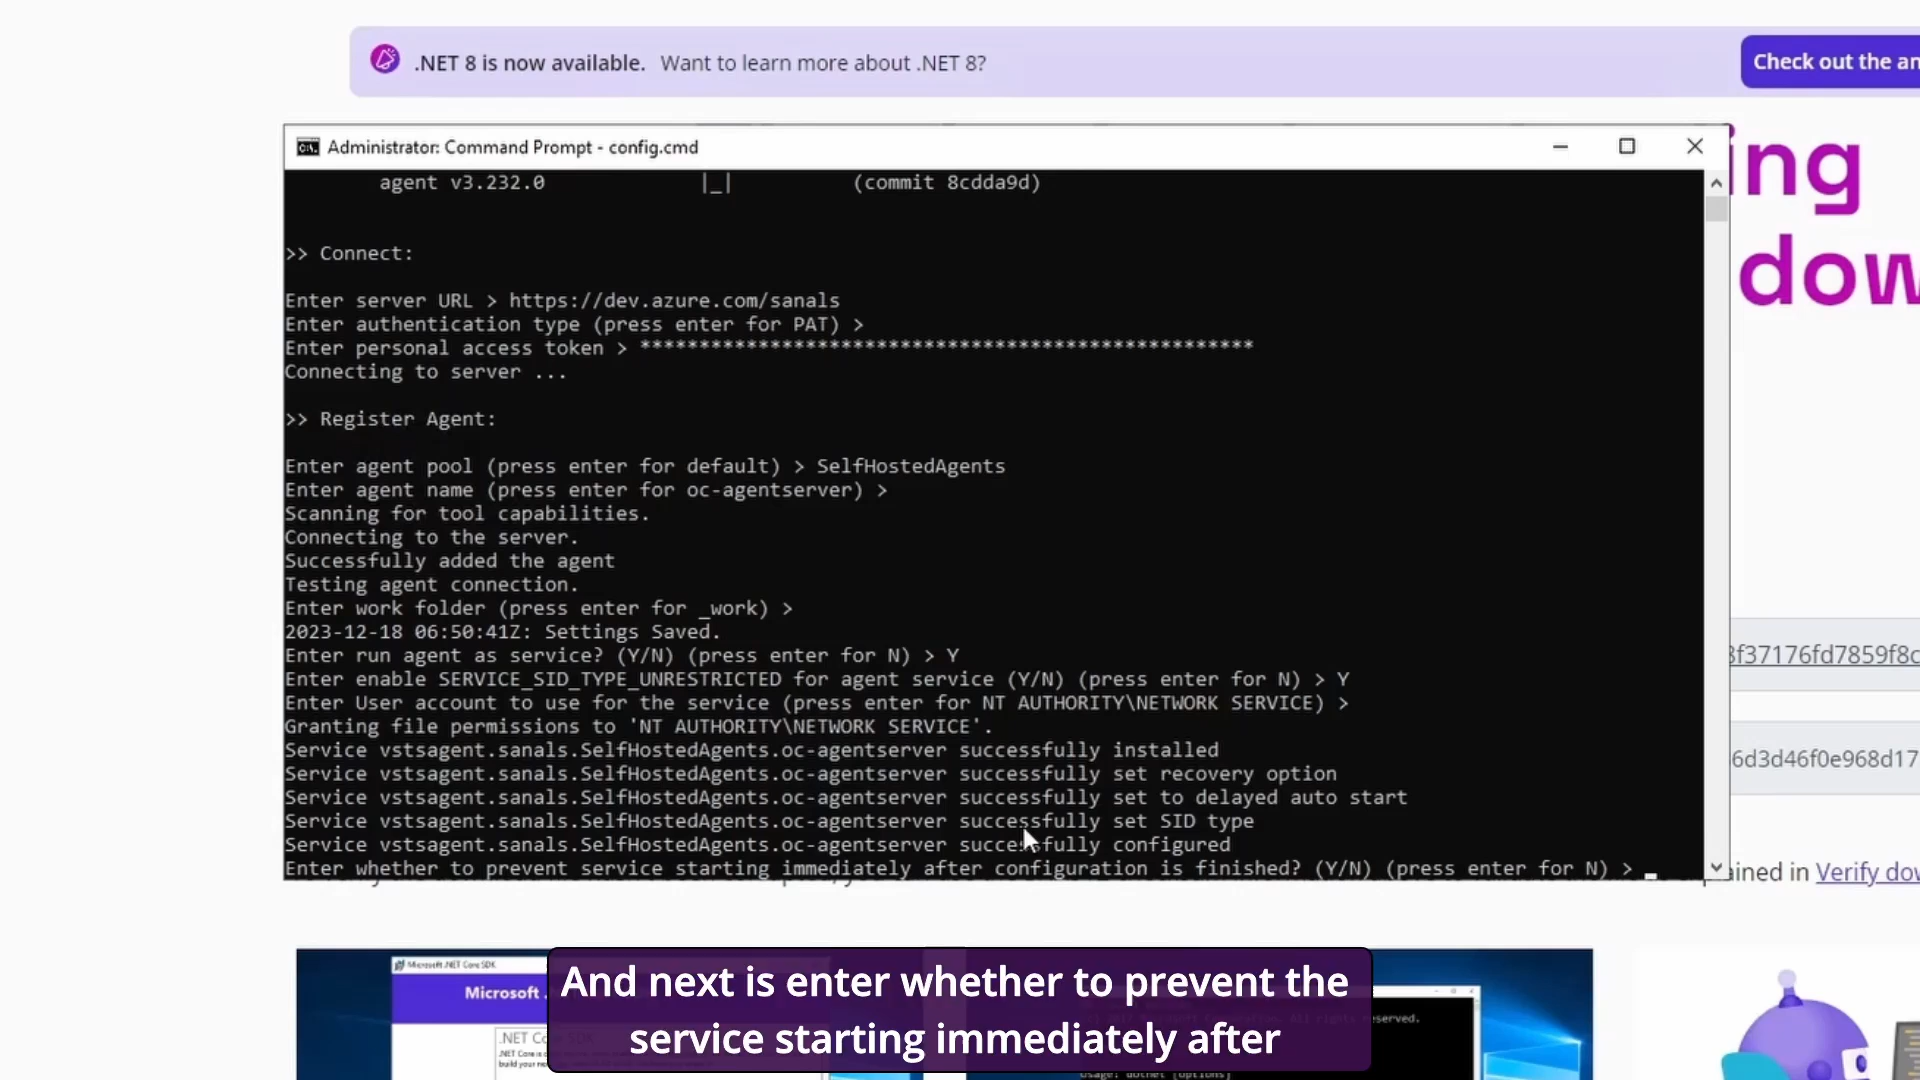 .NET 8 is now available. Want to learn more about .NET 8?
Check out the
Administrator: Command Prompt - config.cmd
ing
agent v3.232.0 |_| (commit 8cdda9d)
>> Connect:
Enter server URL > https://dev.azure.com/sanals
Enter authentication type (press enter for PAT) >
Enter personal access token > ****************************************************
Connecting to server ...
>> Register Agent:
Enter agent pool (press enter for default) > SelfHostedAgents
Enter agent name (press enter for oc-agentserver) >
Scanning for tool capabilities.
Connecting to the server.
Successfully added the agent
Testing agent connection.
Enter work folder (press enter for _work) >
2023-12-18 06:50:41Z: Settings Saved.
Enter run agent as service? (Y/N) (press enter for N) > Y
Enter enable SERVICE_SID_TYPE_UNRESTRICTED for agent service (Y/N) (press enter for N) > Y
Enter User account to use for the service (press enter for NT AUTHORITY\NETWORK SERVICE) >
Granting file permissions to 'NT AUTHORITY\NETWORK SERVICE'.
Service vstsagent.sanals.SelfHostedAgents.oc-agentserver successfully installed
Service vstsagent.sanals.SelfHostedAgents.oc-agentserver successfully set recovery option
Service vstsagent.sanals.SelfHostedAgents.oc-agentserver successfully set to delayed auto start
Service vstsagent.sanals.SelfHostedAgents.oc-agentserver successfully set SID type
Service vstsagent.sanals.SelfHostedAgents.oc-agentserver successfully configured
Enter whether to prevent service starting immediately after configuration is finished? (Y/N) (press enter for N) >
dow
8f37176fd7859f8c
6d3d46f0e968d17
ained in Verify dow
Microsoft .NET Core SDK
Microsoft
And next is enter whether to prevent the
service starting immediately after
usage: dotnet [options]